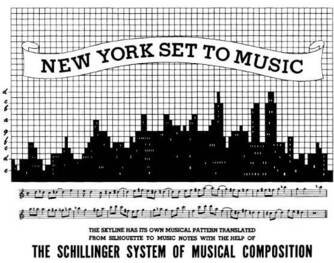 NEW YORK SET TO MUSIC
d
c
b
a
g
b
c
d
e
THE SKYLINE HAS ITS OWN MUSICAL PATTERN TRANSLATED
FROM SILHOUETTE TO MUSIC NOTES WITH THE HELP OF
THE SCHILLINGER SYSTEM OF MUSICAL COMPOSITION